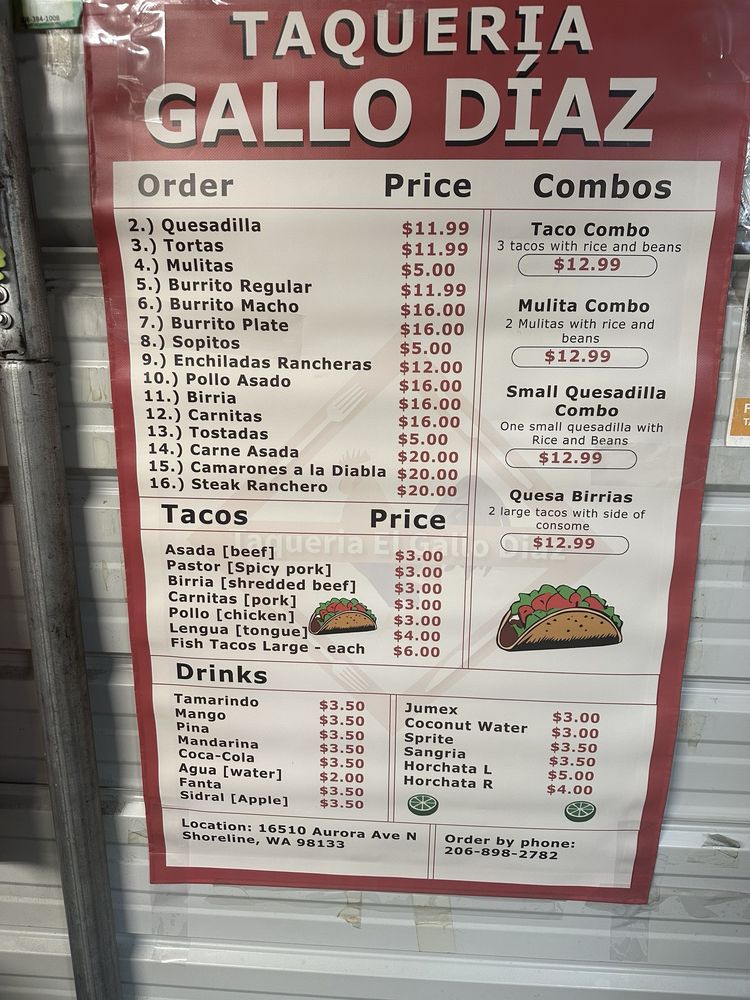 TAQUERIA
GALLO DÍAZ
Order Price
2.) Quesadilla $11.99
3.) Tortas $11.99
4.) Mulitas $5.00
5.) Burrito Regular $11.99
6.) Burrito Macho $16.00
7.) Burrito Plate $16.00
8.) Sopitos $5.00
9.) Enchiladas Rancheras $12.00
10.) Pollo Asado $16.00
11.) Birria $16.00
12.) Carnitas $16.00
13.) Tostadas $5.00
14.) Carne Asada $20.00
15.) Camarones a la Diabla $20.00
16.) Steak Ranchero $20.00
Combos
Taco Combo
3 tacos with rice and beans
$12.99
Mulita Combo
2 Mulitas with rice and
beans
$12.99
Small Quesadilla
Combo
One small quesadilla with
Rice and Beans
$12.99
Quesa Birrias
2 large tacos with side of
consome
$12.99
Tacos Price
Taqueria El Gallo Diaz
Asada [beef] $3.00
Pastor [Spicy pork] $3.00
Birria [shredded beef] $3.00
Carnitas [pork] $3.00
Pollo [chicken] $3.00
Lengua [tongue] $4.00
Fish Tacos Large - each $6.00
Drinks
Tamarindo $3.50
Mango $3.50
Pina $3.50
Mandarina $3.50
Coca-Cola $3.50
Agua [water] $2.00
Fanta $3.50
Sidral [Apple] $3.50
Jumex $3.00
Coconut Water $3.00
Sprite $3.50
Sangria $3.50
Horchata L $5.00
Horchata R $4.00
Location: 16510 Aurora Ave N
Shoreline, WA 98133
Order by phone:
206-898-2782